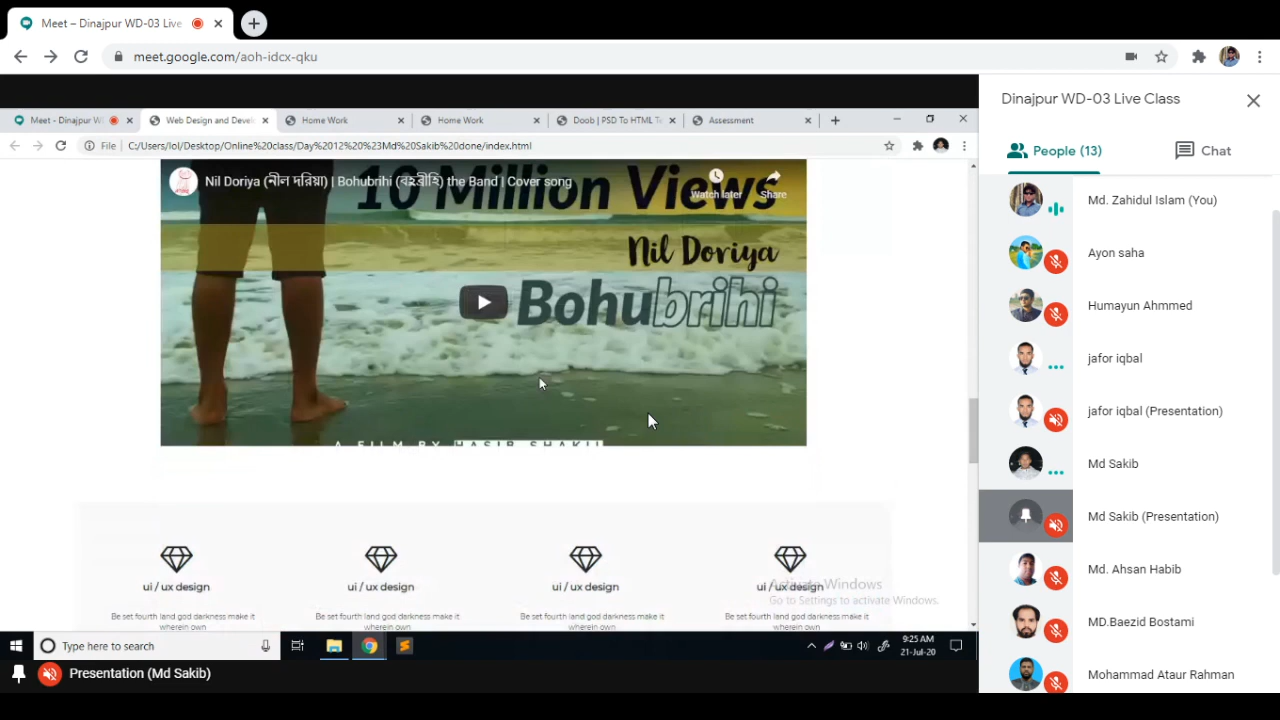 Meet – Dinajpur WD-03 Live
meet.google.com/aoh-idcx-qku
Dinajpur WD-03 Live Class
People (13)
Chat
Meet - Dinajpur W
Web Design and Devel
Home Work
Home Work
Doob | PSD To HTML T
Assessment
File
C:/Users/lol/Desktop/Online%20class/Day%2012%20%23Md%20Sakib%20done/index.html
Nil Doriya (নীল দরিয়া) | Bohubrihi (বহুব্রীহি) the Band | Cover song
Watch later
Share
10 Million Views
Nil Doriya
Bohubrihi
A FILM BY HASIB SHAKIL
ui / ux design
ui / ux design
ui / ux design
ui / ux design
Be set fourth land god darkness make it wherein own
Be set fourth land god darkness make it wherein own
Be set fourth land god darkness make it wherein own
Be set fourth land god darkness make it wherein own
Activate Windows
Go to Settings to activate Windows.
Type here to search
9:25 AM
21-Jul-20
Presentation (Md Sakib)
Md. Zahidul Islam (You)
Ayon saha
Humayun Ahmmed
jafor iqbal
jafor iqbal (Presentation)
Md Sakib
Md Sakib (Presentation)
Md. Ahsan Habib
MD.Baezid Bostami
Mohammad Ataur Rahman